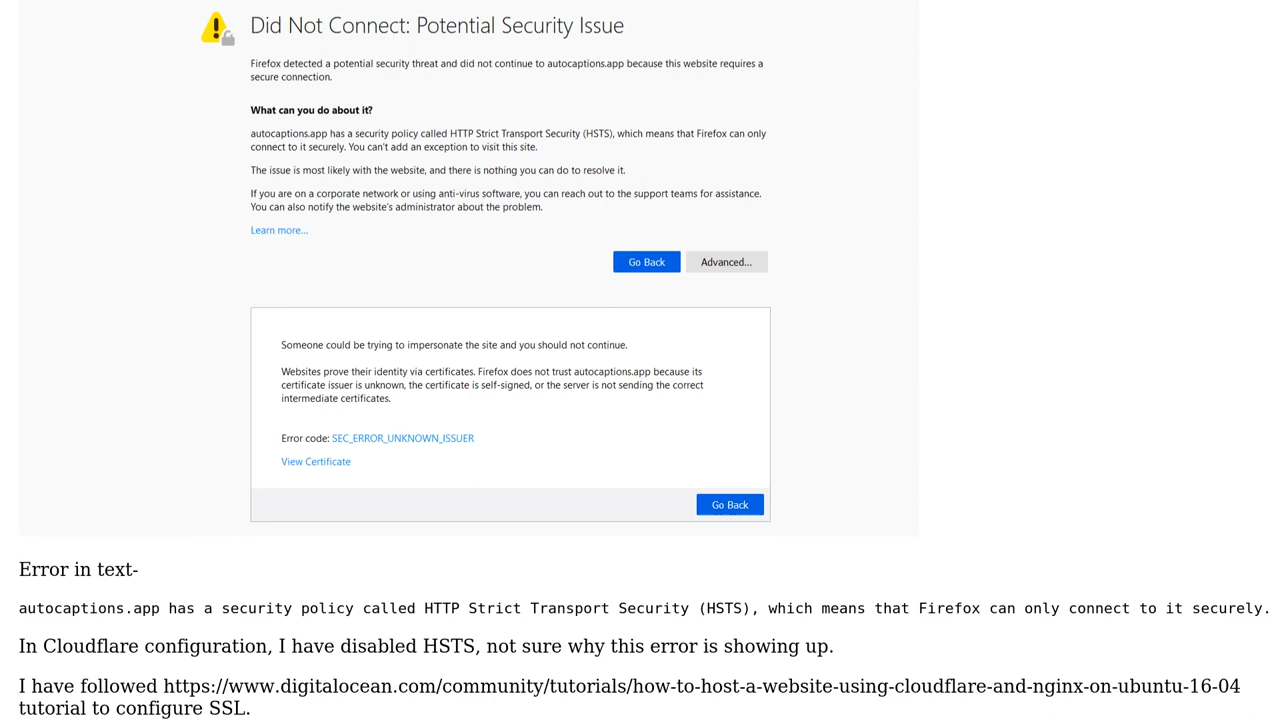 Did Not Connect: Potential Security Issue
Firefox detected a potential security threat and did not continue to autocaptions.app because this website requires a
secure connection.
What can you do about it?
autocaptions.app has a security policy called HTTP Strict Transport Security (HSTS), which means that Firefox can only
connect to it securely. You can't add an exception to visit this site.
The issue is most likely with the website, and there is nothing you can do to resolve it.
If you are on a corporate network or using anti-virus software, you can reach out to the support teams for assistance.
You can also notify the website's administrator about the problem.
Learn more...
Go Back
Advanced...
Someone could be trying to impersonate the site and you should not continue.
Websites prove their identity via certificates. Firefox does not trust autocaptions.app because its
certificate issuer is unknown, the certificate is self-signed, or the server is not sending the correct
intermediate certificates.
Error code: SEC_ERROR_UNKNOWN_ISSUER
View Certificate
Go Back
Error in text-
autocaptions.app has a security policy called HTTP Strict Transport Security (HSTS), which means that Firefox can only connect to it securely.
In Cloudflare configuration, I have disabled HSTS, not sure why this error is showing up.
I have followed https://www.digitalocean.com/community/tutorials/how-to-host-a-website-using-cloudflare-and-nginx-on-ubuntu-16-04
tutorial to configure SSL.